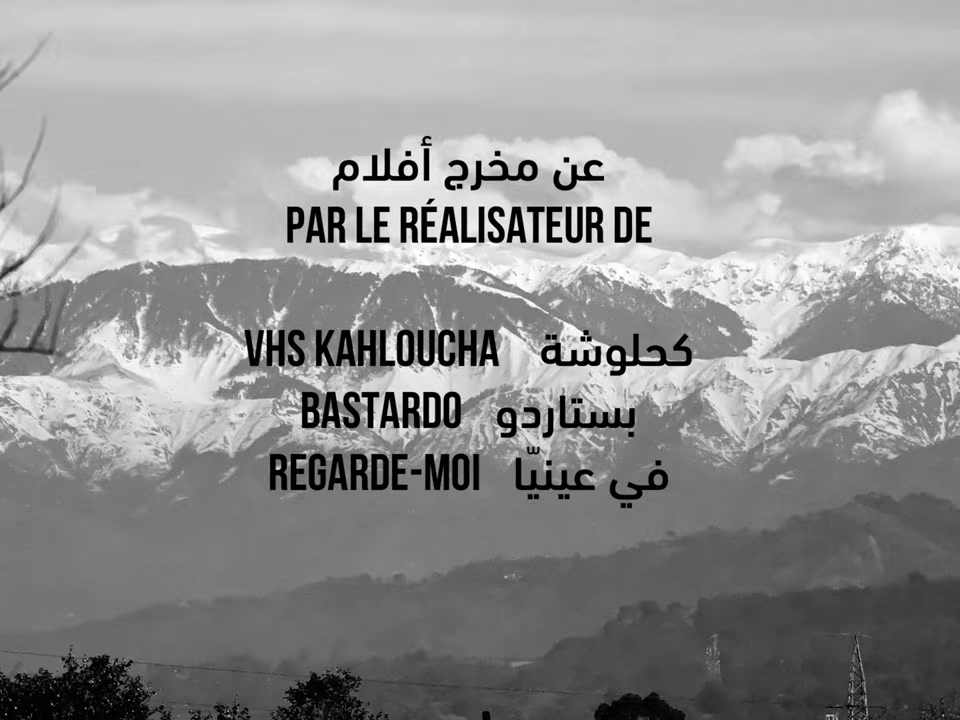 عن مخرج أفلام
PAR LE RÉALISATEUR DE
VHS KAHLOUCHA كحلوشة
BASTARDO بستاردو
REGARDE-MOI في عينيّا